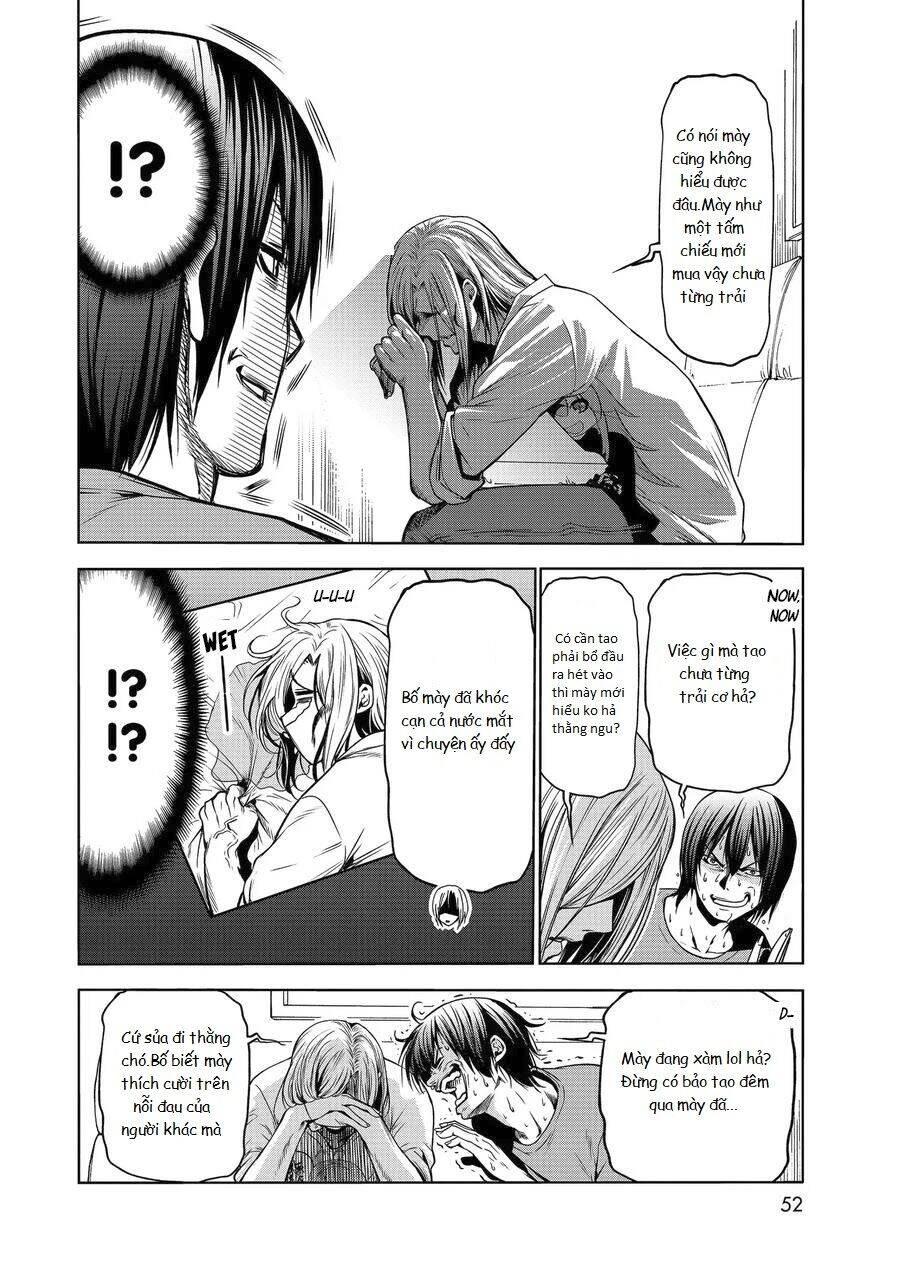 Có nói mày
cũng không
hiểu được
đâu.Mày như
một tấm
chiếu mới
mua vậy chưa
từng trải
!?
NOW,
NOW
Việc gì mà tao
chưa từng
trải cơ hả?
Có cần tao
phải bổ đầu
ra hét vào
thì mày mới
hiểu ko hả
thằng ngu?
Bố mày đã khóc
cạn cả nước mắt
vì chuyện ấy đấy
U-U-U
WET
!?
!?
D-
Mày đang xàm lol hả?
Đừng có bảo tao đêm
qua mày đã...
Cứ sủa đi thằng
chó.Bố biết mày
thích cười trên
nỗi đau của
người khác mà
52